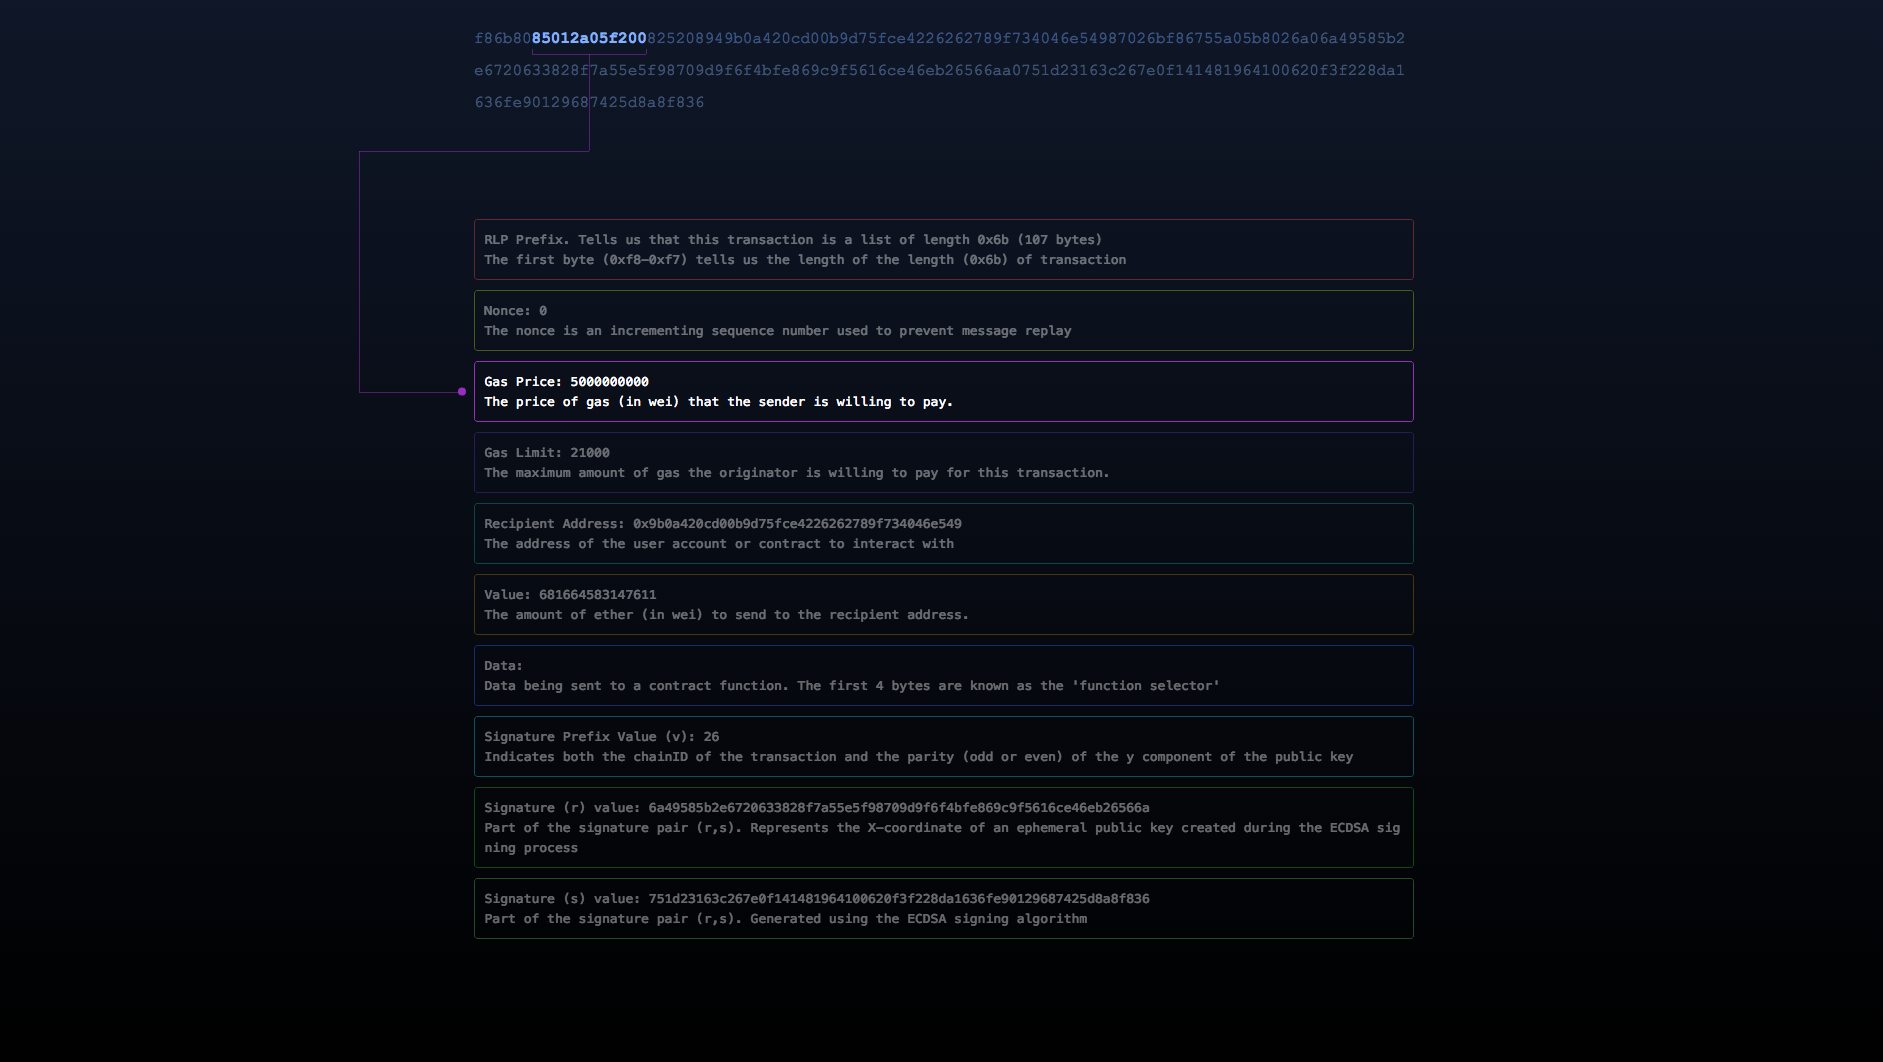 f86b8085012a05f200825208949b0a420cd00b9d75fce4226262789f734046e54987026bf86755a05b8026a06a49585b2
e6720633828f7a55e5f98709d9f6f4bfe869c9f5616ce46eb26566aa0751d23163c267e0f141481964100620f3f228da1
636fe90129687425d8a8f836
RLP Prefix. Tells us that this transaction is a list of length 0x6b (107 bytes)
The first byte (0xf8–0xf7) tells us the length of the length (0x6b) of transaction
Nonce: 0
The nonce is an incrementing sequence number used to prevent message replay
Gas Price: 5000000000
The price of gas (in wei) that the sender is willing to pay.
Gas Limit: 21000
The maximum amount of gas the originator is willing to pay for this transaction.
Recipient Address: 0x9b0a420cd00b9d75fce4226262789f734046e549
The address of the user account or contract to interact with
Value: 681664583147611
The amount of ether (in wei) to send to the recipient address.
Data:
Data being sent to a contract function. The first 4 bytes are known as the 'function selector'
Signature Prefix Value (v): 26
Indicates both the chainID of the transaction and the parity (odd or even) of the y component of the public key
Signature (r) value: 6a49585b2e6720633828f7a55e5f98709d9f6f4bfe869c9f5616ce46eb26566a
Part of the signature pair (r,s). Represents the X–coordinate of an ephemeral public key created during the ECDSA sig
ning process
Signature (s) value: 751d23163c267e0f141481964100620f3f228da1636fe90129687425d8a8f836
Part of the signature pair (r,s). Generated using the ECDSA signing algorithm